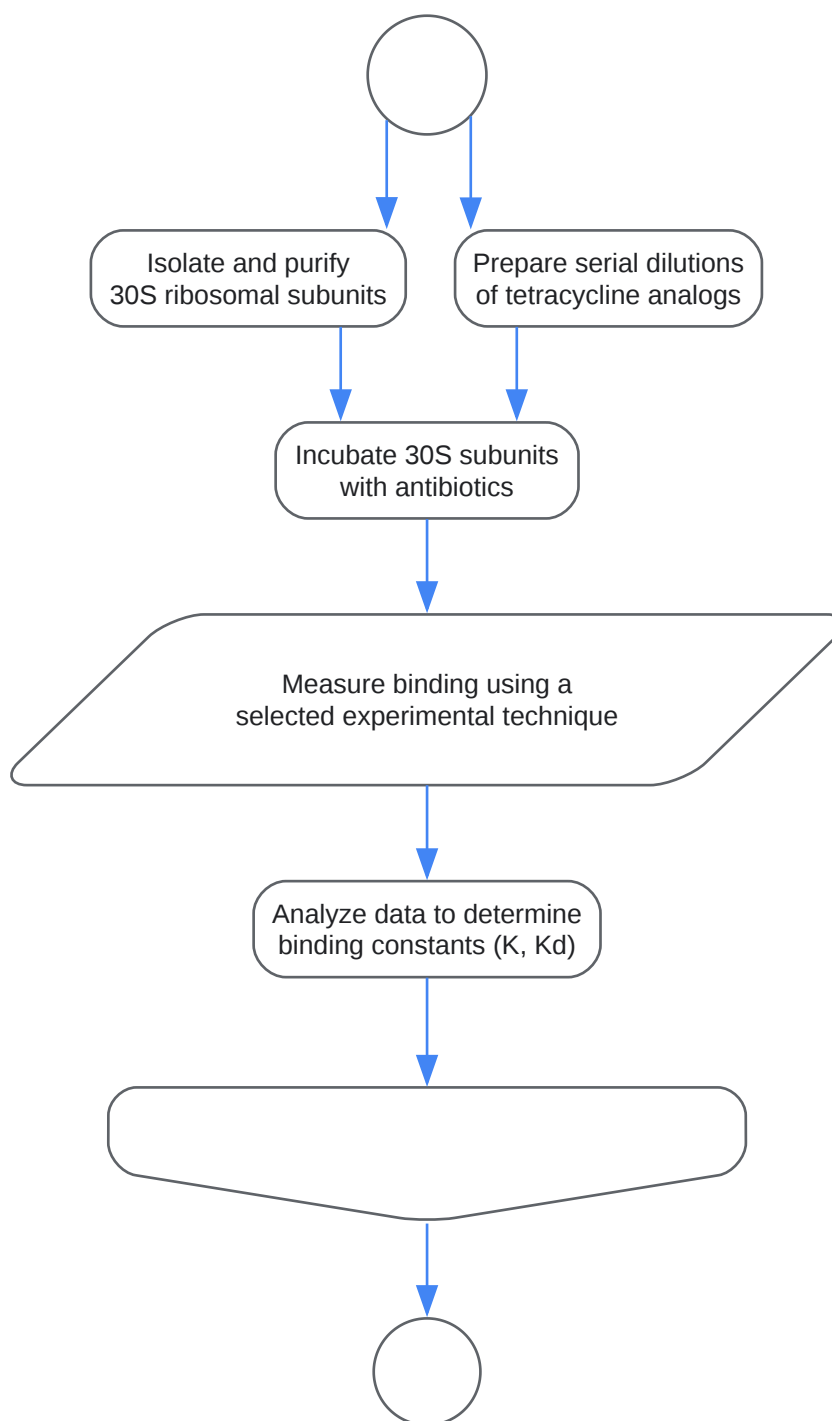 Isolate and purify
30S ribosomal subunits
Prepare serial dilutions
of tetracycline analogs
Incubate 30S subunits
with antibiotics
Measure binding using a
selected experimental technique
Analyze data to determine
binding constants (K, Kd)